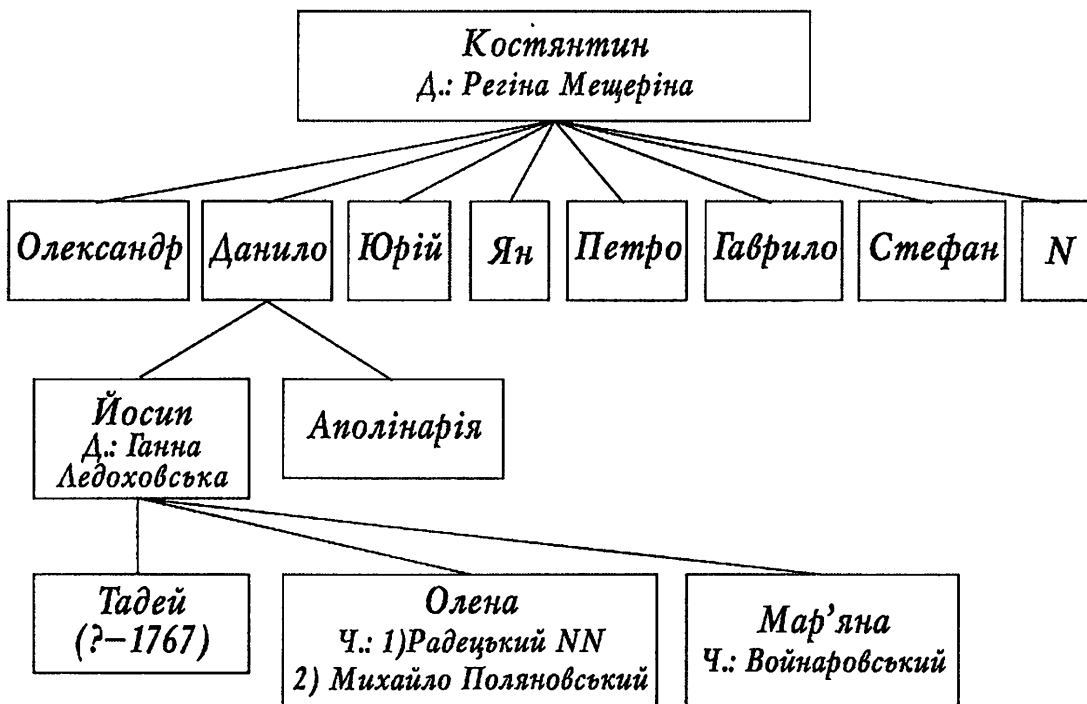 Костянтин
Д.: Регіна Мещеріна
Олександр
Данило
Юрій
Ян
Петро
Гаврило
Стефан
N
Йосип
Д.: Ганна
Ледоховська
Аполінарія
Тадей
(?–1767)
Олена
Ч.: 1)Радецький NN
2) Михайло Поляновський
Мар’яна
Ч.: Войнаровський